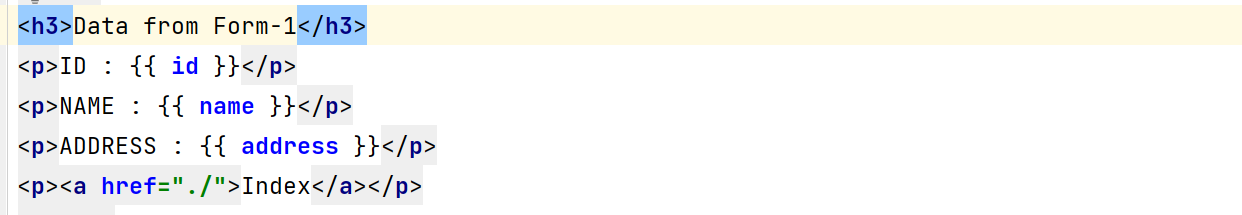 <h3>Data from Form-1</h3>
<p>ID : {{ id }}</p>
<p>NAME : {{ name }}</p>
<p>ADDRESS : {{ address }}</p>
<p><a href="./">Index</a></p>